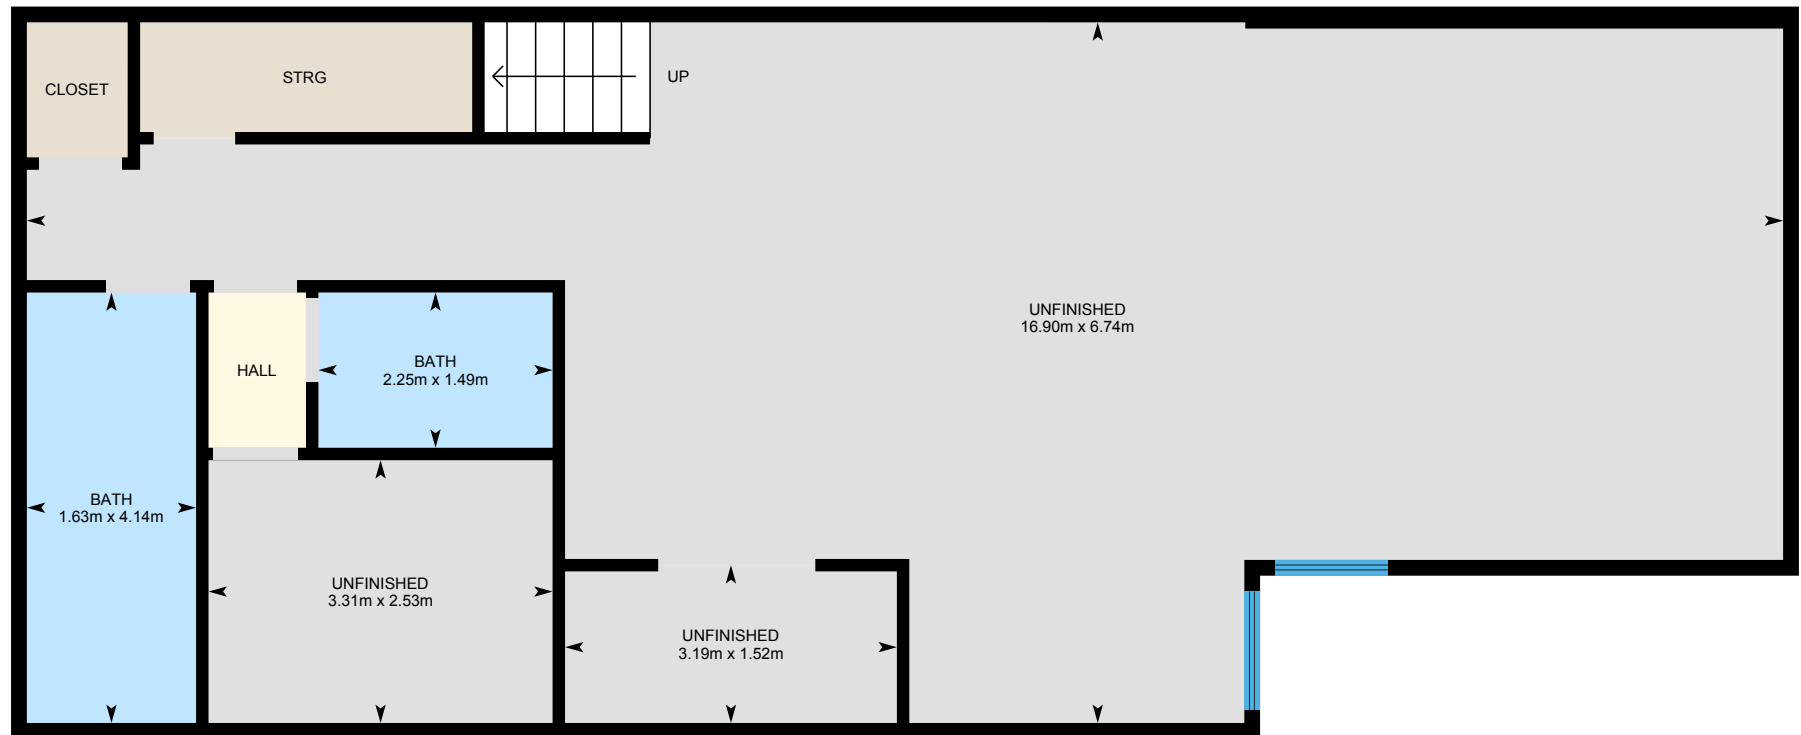 CLOSET
STRG
UP
UNFINISHED
16.90m x 6.74m
HALL
BATH
2.25m x 1.49m
BATH
1.63m x 4.14m
UNFINISHED
3.31m x 2.53m
UNFINISHED
3.19m x 1.52m